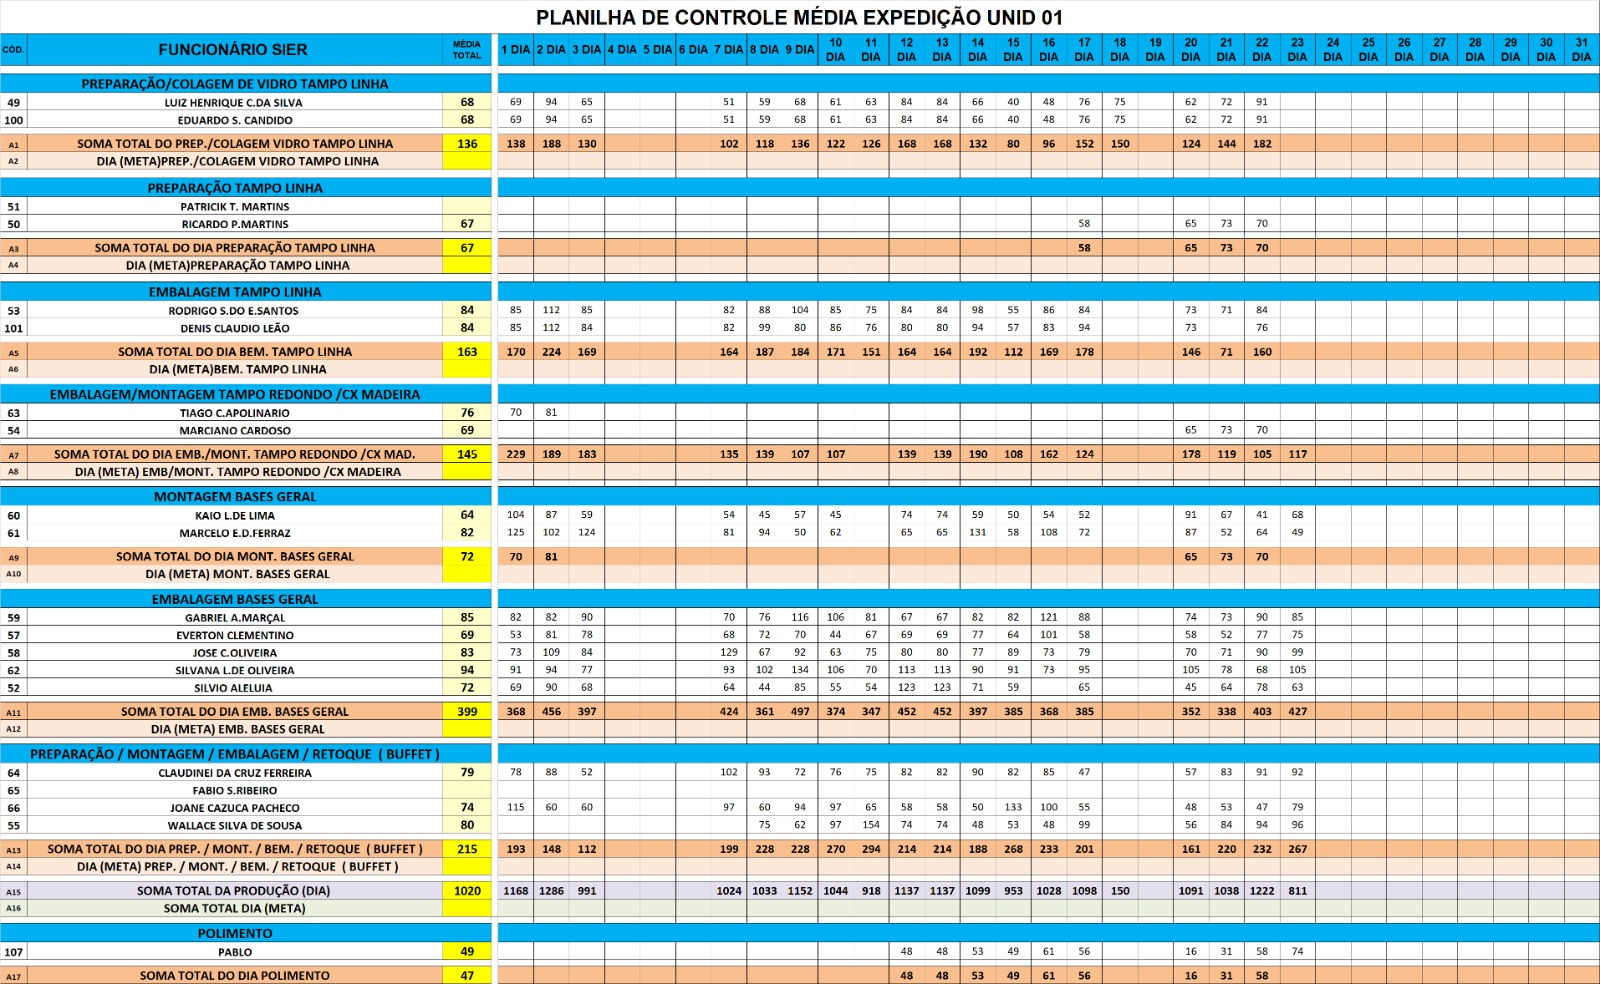 PLANILHA DE CONTROLE MÉDIA EXPEDIÇÃO UNID 01
CÓD. FUNCIONÁRIO SIER MÉDIA TOTAL 1 DIA 2 DIA 3 DIA 4 DIA 5 DIA 6 DIA 7 DIA 8 DIA 9 DIA 10 DIA 11 DIA 12 DIA 13 DIA 14 DIA 15 DIA 16 DIA 17 DIA 18 DIA 19 DIA 20 DIA 21 DIA 22 DIA 23 DIA 24 DIA 25 DIA 26 DIA 27 DIA 28 DIA 29 DIA 30 DIA 31 DIA
PREPARAÇÃO/COLAGEM DE VIDRO TAMPO LINHA
49 LUIZ HENRIQUE C.DA SILVA 68 69 94 65 51 59 68 61 63 84 84 66 40 48 76 75 62 72 91
100 EDUARDO S. CANDIDO 68 69 94 65 51 59 68 61 63 84 84 66 40 48 76 75 62 72 91
A1 SOMA TOTAL DO PREP./COLAGEM VIDRO TAMPO LINHA 136 138 188 130 102 118 136 122 126 168 168 132 80 96 152 150 124 144 182
A2 DIA (META)PREP./COLAGEM VIDRO TAMPO LINHA
PREPARAÇÃO TAMPO LINHA
51 PATRICIK T. MARTINS
50 RICARDO P.MARTINS 67 58 65 73 70
A3 SOMA TOTAL DO DIA PREPARAÇÃO TAMPO LINHA 67 58 65 73 70
A4 DIA (META)PREPARAÇÃO TAMPO LINHA
EMBALAGEM TAMPO LINHA
53 RODRIGO S.DO E.SANTOS 84 85 112 85 82 88 104 85 75 84 84 98 55 86 84 73 71 84
101 DENIS CLAUDIO LEÃO 84 85 112 84 82 99 80 86 76 80 80 94 57 83 94 73 76
A5 SOMA TOTAL DO DIA BEM. TAMPO LINHA 163 170 224 169 164 187 184 171 151 164 164 192 112 169 178 146 71 160
A6 DIA (META)BEM. TAMPO LINHA
EMBALAGEM/MONTAGEM TAMPO REDONDO /CX MADEIRA
63 TIAGO C.APOLINARIO 76 70 81
54 MARCIANO CARDOSO 69 65 73 70
A7 SOMA TOTAL DO DIA EMB./MONT. TAMPO REDONDO /CX MAD. 145 229 189 183 135 139 107 107 139 139 190 108 162 124 178 119 105 117
A8 DIA (META) EMB/MONT. TAMPO REDONDO /CX MADEIRA
MONTAGEM BASES GERAL
60 KAIO L.DE LIMA 64 104 87 59 54 45 57 45 74 74 59 50 54 52 91 67 41 68
61 MARCELO E.D.FERRAZ 82 125 102 124 81 94 50 62 65 65 131 58 108 72 87 52 64 49
A9 SOMA TOTAL DO DIA MONT. BASES GERAL 72 70 81 65 73 70
A10 DIA (META) MONT. BASES GERAL
EMBALAGEM BASES GERAL
59 GABRIEL A.MARÇAL 85 82 82 90 70 76 116 106 81 67 67 82 82 121 88 74 73 90 85
57 EVERTON CLEMENTINO 69 53 81 78 68 72 70 44 67 69 69 77 64 101 58 58 52 77 75
58 JOSE C.OLIVEIRA 83 73 109 84 129 67 92 63 75 80 80 77 89 73 79 70 71 90 99
62 SILVANA L.DE OLIVEIRA 94 91 94 77 93 102 134 106 70 113 113 90 91 73 95 105 78 68 105
52 SILVIO ALELUIA 72 69 90 68 64 44 85 55 54 123 123 71 59 65 45 64 78 63
A11 SOMA TOTAL DO DIA EMB. BASES GERAL 399 368 456 397 424 361 497 374 347 452 452 397 385 368 385 352 338 403 427
A12 DIA (META) EMB. BASES GERAL
PREPARAÇÃO / MONTAGEM / EMBALAGEM / RETOQUE ( BUFFET )
64 CLAUDINEI DA CRUZ FERREIRA 79 78 88 52 102 93 72 76 75 82 82 90 82 85 47 57 83 91 92
65 FABIO S.RIBEIRO
66 JOANE CAZUCA PACHECO 74 115 60 60 97 60 94 97 65 58 58 50 133 100 55 48 53 47 79
55 WALLACE SILVA DE SOUSA 80 75 62 97 154 74 74 48 53 48 99 56 84 94 96
A13 SOMA TOTAL DO DIA PREP. / MONT. / BEM. / RETOQUE ( BUFFET ) 215 193 148 112 199 228 228 270 294 214 214 188 268 233 201 161 220 232 267
A14 DIA (META) PREP. / MONT. / BEM. / RETOQUE ( BUFFET )
A15 SOMA TOTAL DA PRODUÇÃO (DIA) 1020 1168 1286 991 1024 1033 1152 1044 918 1137 1137 1099 953 1028 1098 150 1091 1038 1222 811
A16 SOMA TOTAL DIA (META)
POLIMENTO
107 PABLO 49 48 48 53 49 61 56 16 31 58 74
A17 SOMA TOTAL DO DIA POLIMENTO 47 48 48 53 49 61 56 16 31 58